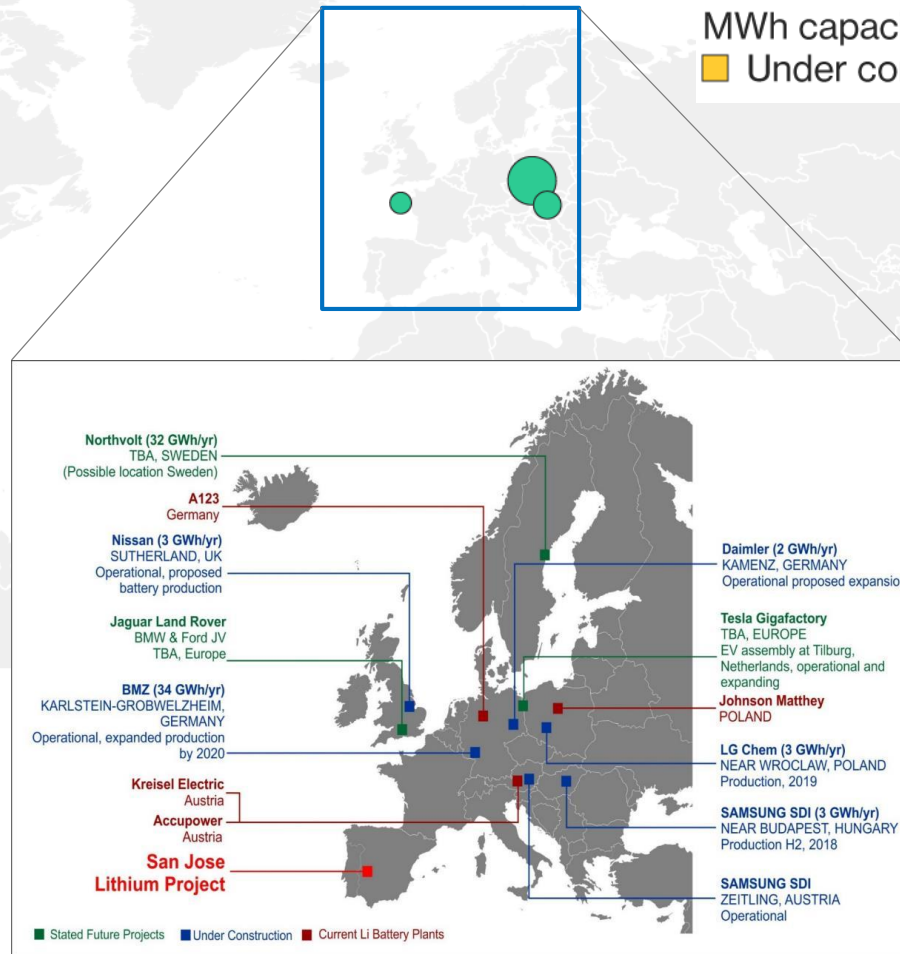 MWh capac
Under co
Northvolt (32 GWh/yr)
TBA, SWEDEN
(Possible location Sweden)
A123
Germany
Nissan (3 GWh/yr)
SUTHERLAND, UK
Operational, proposed
battery production
Jaguar Land Rover
BMW & Ford JV
TBA, Europe
BMZ (34 GWh/yr)
KARLSTEIN-GROBWELZHEIM,
GERMANY
Operational, expanded production
by 2020
Kreisel Electric
Austria
Accupower
Austria
San Jose
Lithium Project
Daimler (2 GWh/yr)
KAMENZ, GERMANY
Operational proposed expansio
Tesla Gigafactory
TBA, EUROPE
EV assembly at Tilburg,
Netherlands, operational and
expanding
Johnson Matthey
POLAND
LG Chem (3 GWh/yr)
NEAR WROCLAW, POLAND
Production, 2019
SAMSUNG SDI (3 GWh/yr)
NEAR BUDAPEST, HUNGARY
Production H2, 2018
SAMSUNG SDI
ZEITLING, AUSTRIA
Operational
Stated Future Projects
Under Construction
Current Li Battery Plants